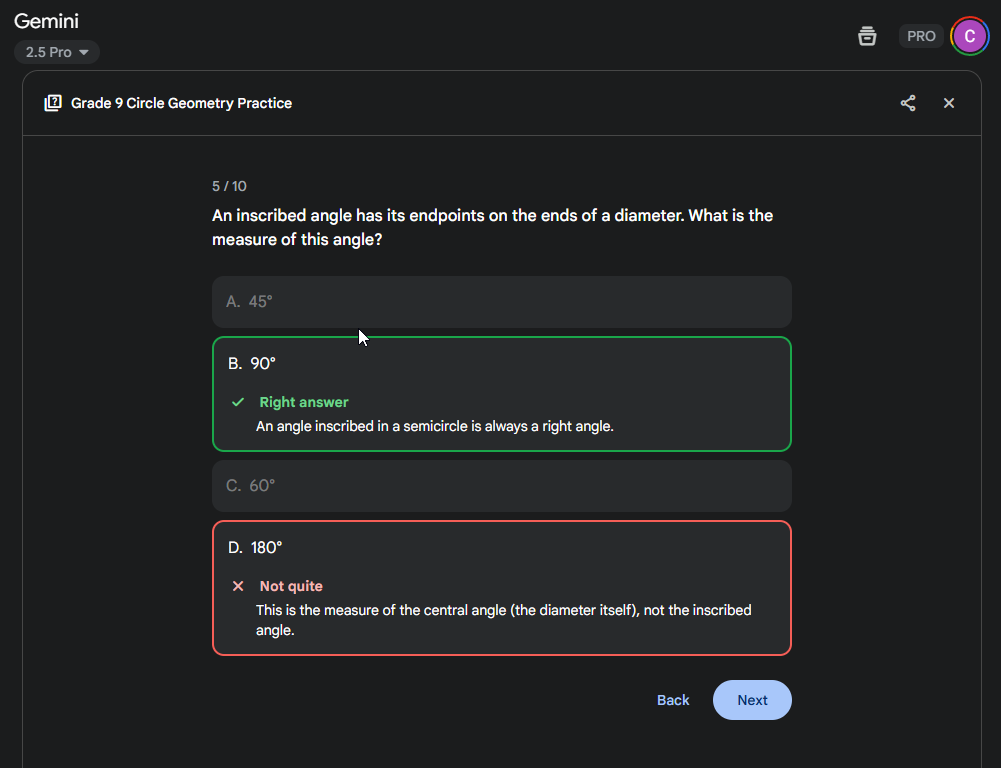 Gemini
2.5 Pro
PRO
C
Grade 9 Circle Geometry Practice
5 / 10
An inscribed angle has its endpoints on the ends of a diameter. What is the
measure of this angle?
A. 45°
B. 90°
Right answer
An angle inscribed in a semicircle is always a right angle.
C. 60°
D. 180°
Not quite
This is the measure of the central angle (the diameter itself), not the inscribed
angle.
Back
Next